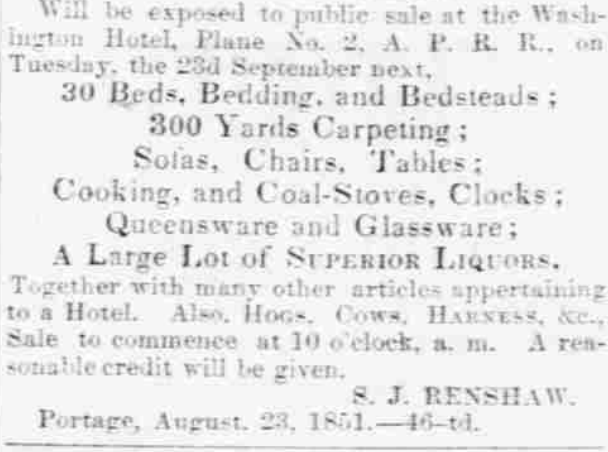 Will be exposed to public sale at the Wash-
ington Hotel, Plane No. 2, A. P. R. R., on
Tuesday, the 23d September next,
30 Beds, Bedding, and Bedsteads;
300 Yards Carpeting;
Sofas, Chairs, Tables;
Cooking, and Coal-Stoves, Clocks;
Queensware and Glassware;
A Large Lot of SUPERIOR LIQUORS.
Together with many other articles appertaining
to a Hotel. Also, HOGS, COWS, HARNESS, &c.,
Sale to commence at 10 o'clock, a. m. A rea-
sonable credit will be given.
S. J. RENSHAW.
Portage, August, 23, 1851.—46-td.